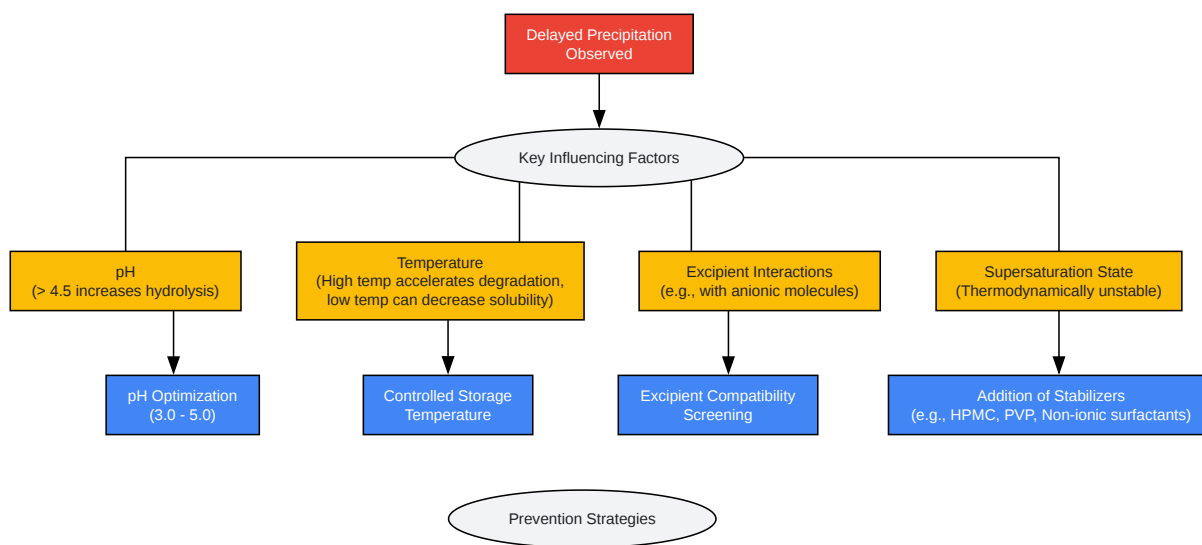 Delayed Precipitation
Observed
Key Influencing Factors
pH
(> 4.5 increases hydrolysis)
Temperature
(High temp accelerates degradation,
low temp can decrease solubility)
Excipient Interactions
(e.g., with anionic molecules)
Supersaturation State
(Thermodynamically unstable)
pH Optimization
(3.0 - 5.0)
Controlled Storage
Temperature
Excipient Compatibility
Screening
Addition of Stabilizers
(e.g., HPMC, PVP, Non-ionic surfactants)
Prevention Strategies